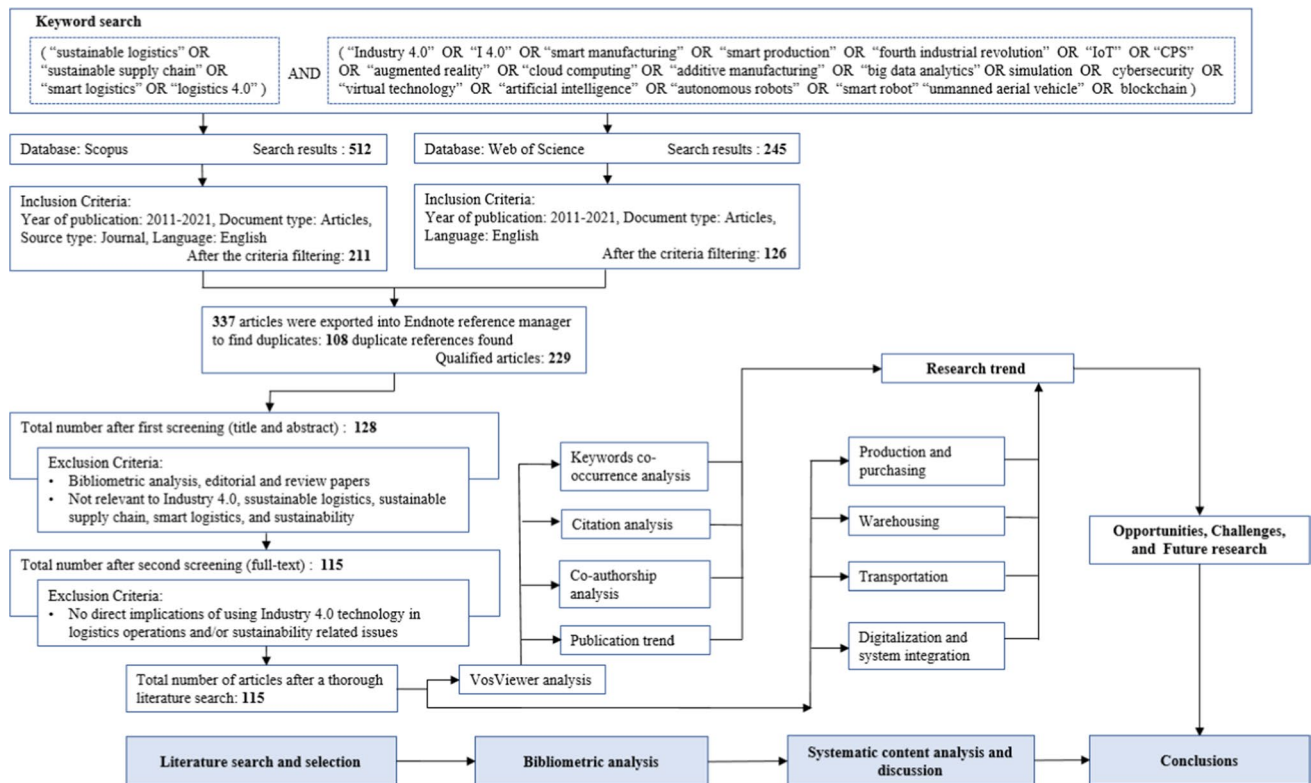 Keyword search
( “sustainable logistics” OR
“sustainable supply chain” OR
“smart logistics” OR “logistics 4.0” )
AND
( “Industry 4.0” OR “I 4.0” OR “smart manufacturing” OR “smart production” OR “fourth industrial revolution” OR “IoT” OR “CPS”
OR “augmented reality” OR “cloud computing” OR “additive manufacturing” OR “big data analytics” OR simulation OR cybersecurity OR
“virtual technology” OR “artificial intelligence” OR “autonomous robots” OR “smart robot” “unmanned aerial vehicle” OR blockchain )
Database: Scopus Search results : 512
Database: Web of Science Search results : 245
Inclusion Criteria:
Year of publication: 2011-2021, Document type: Articles,
Source type: Journal, Language: English
After the criteria filtering: 211
Inclusion Criteria:
Year of publication: 2011-2021, Document type: Articles,
Language: English
After the criteria filtering: 126
337 articles were exported into Endnote reference manager
to find duplicates: 108 duplicate references found
Qualified articles: 229
Total number after first screening (title and abstract) : 128
Exclusion Criteria:
• Bibliometric analysis, editorial and review papers
• Not relevant to Industry 4.0, ssustainable logistics, sustainable
supply chain, smart logistics, and sustainability
Total number after second screening (full-text) : 115
Exclusion Criteria:
• No direct implications of using Industry 4.0 technology in
logistics operations and/or sustainability related issues
Total number of articles after a thorough
literature search: 115
VosViewer analysis
Keywords co-
occurrence analysis
Citation analysis
Co-authorship
analysis
Publication trend
Research trend
Production and
purchasing
Warehousing
Transportation
Digitalization and
system integration
Opportunities, Challenges,
and Future research
Literature search and selection
Bibliometric analysis
Systematic content analysis and
discussion
Conclusions